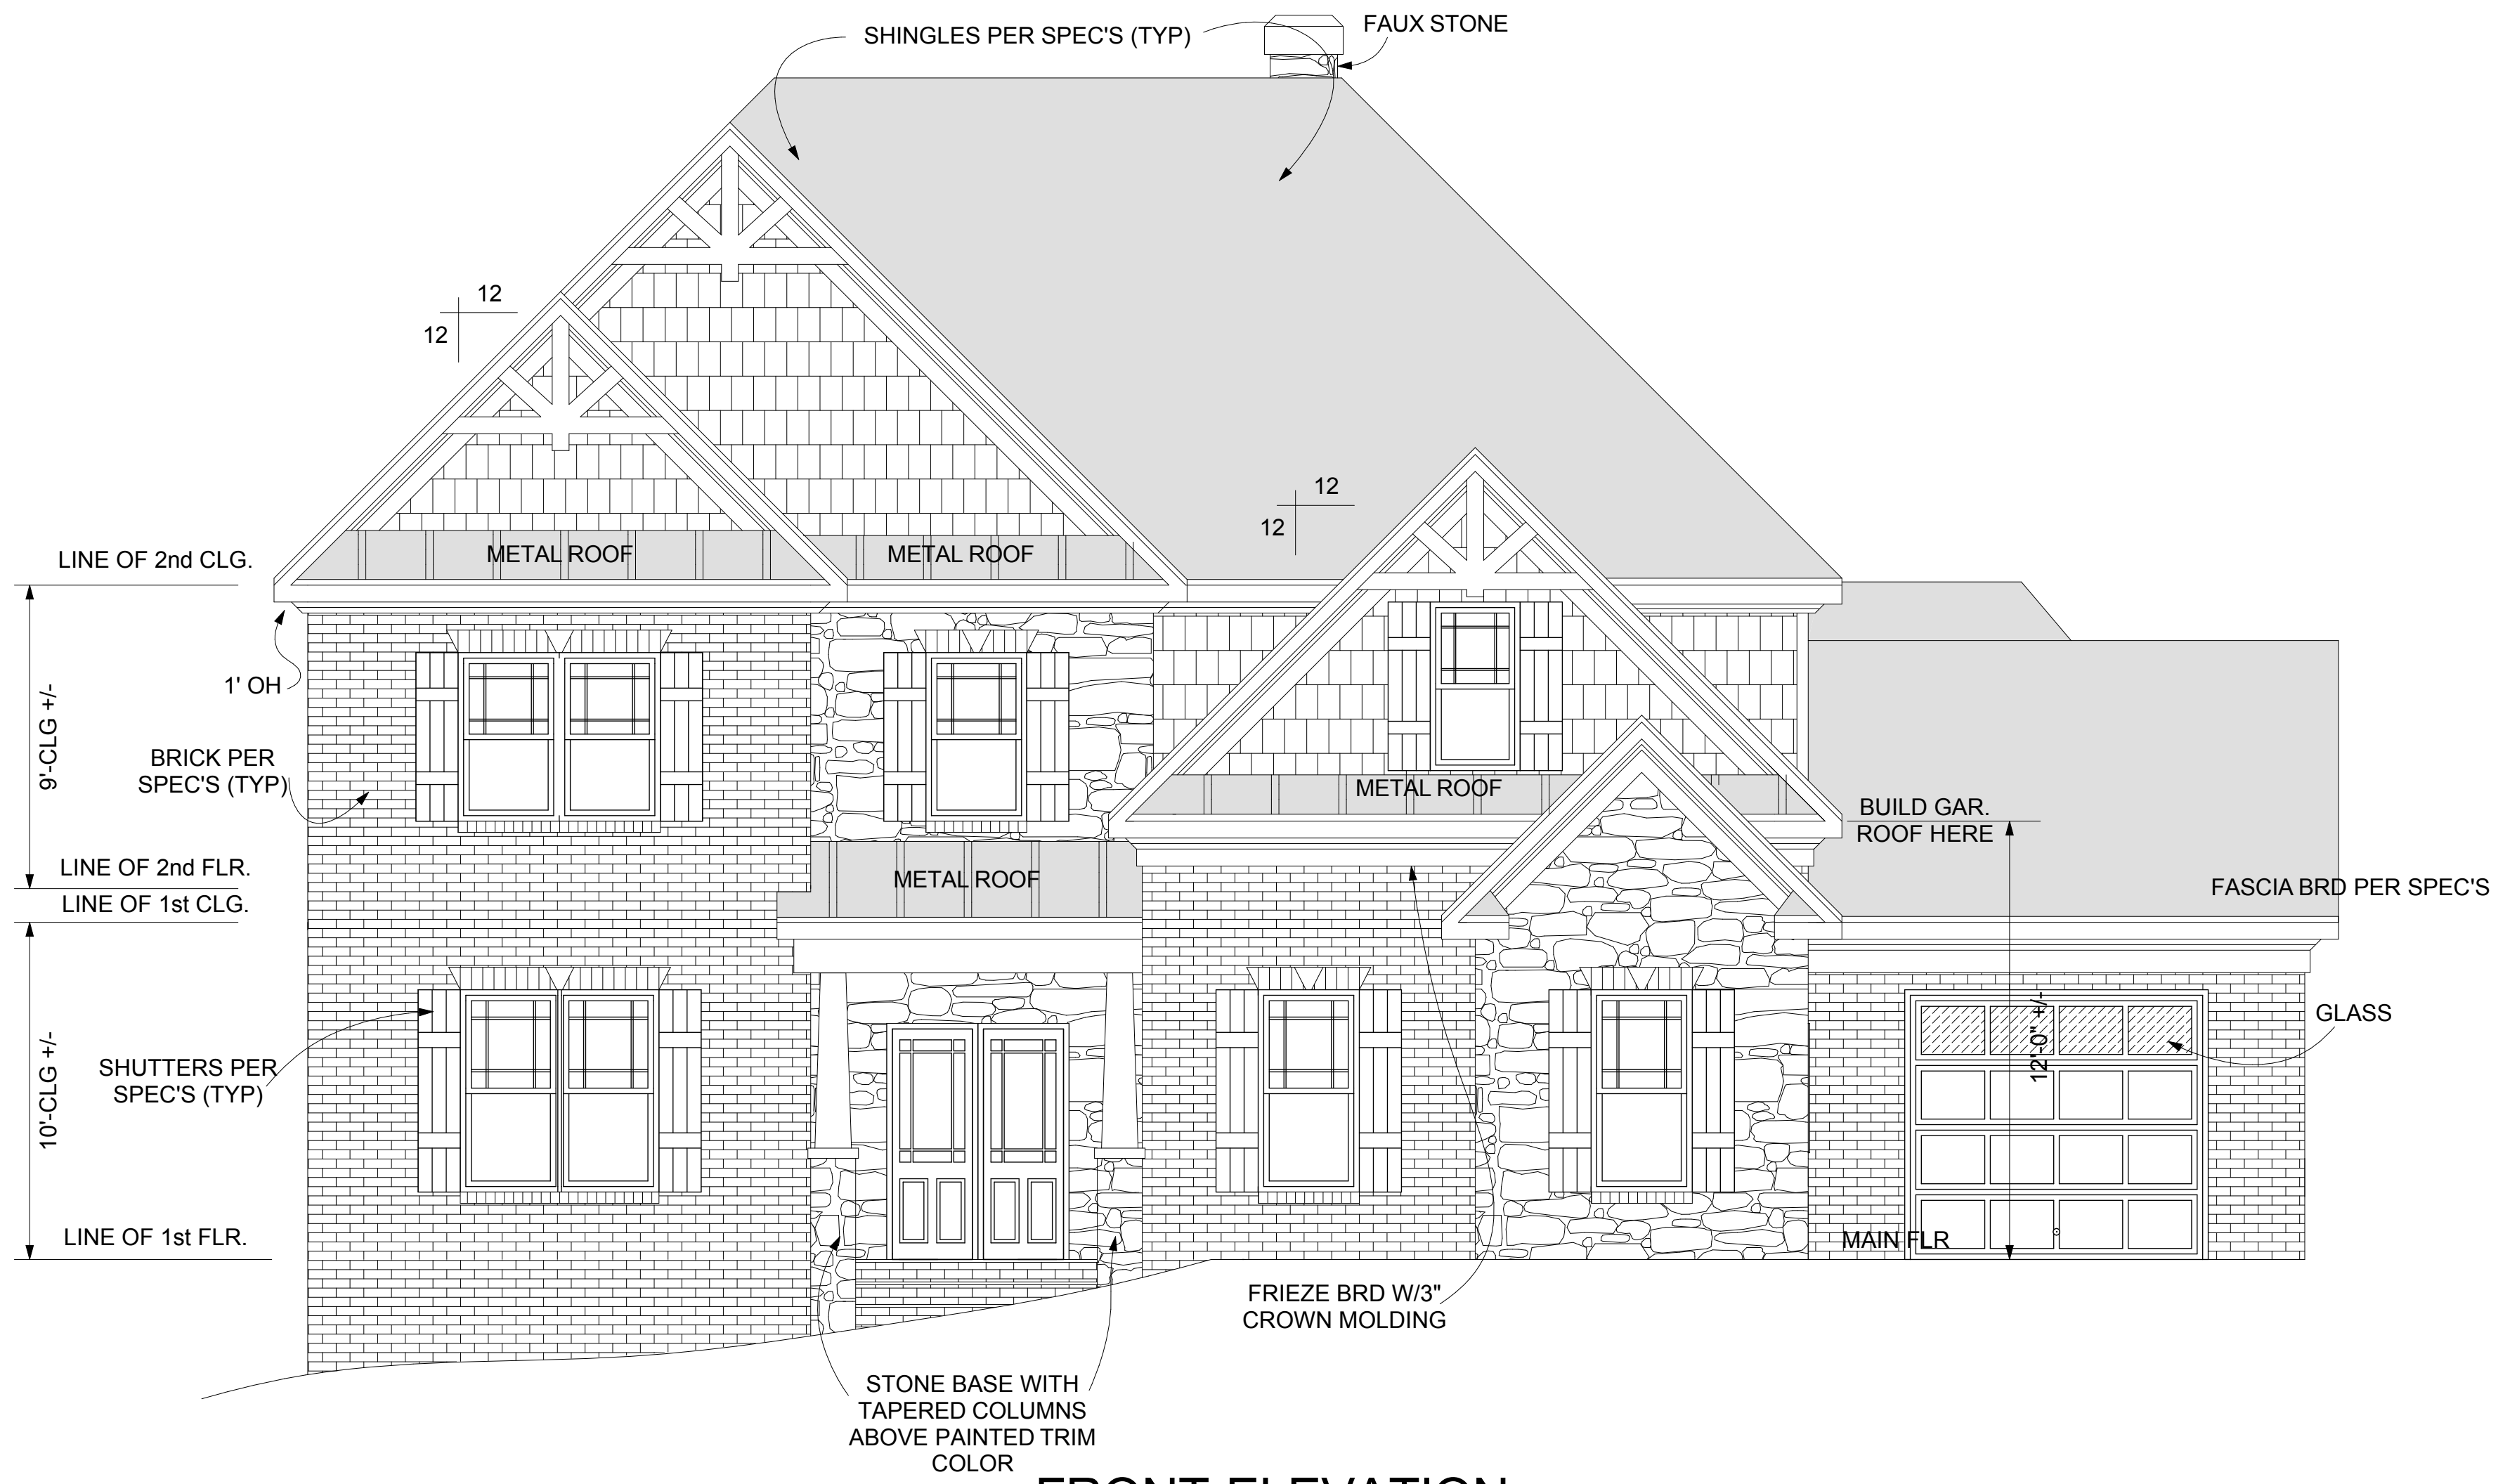 SHINGLES PER SPEC'S (TYP)
FAUX STONE
12
12
12
12
METAL ROOF
METAL ROOF
LINE OF 2nd CLG.
1' OH
9'-CLG +/-
BRICK PER
SPEC'S (TYP)
METAL ROOF
BUILD GAR.
ROOF HERE
LINE OF 2nd FLR.
METAL ROOF
FASCIA BRD PER SPEC'S
LINE OF 1st CLG.
GLASS
12'-0" +/-
10'-CLG +/-
SHUTTERS PER
SPEC'S (TYP)
LINE OF 1st FLR.
MAIN FLR
FRIEZE BRD W/3"
CROWN MOLDING
STONE BASE WITH
TAPERED COLUMNS
ABOVE PAINTED TRIM
COLOR
FRONT ELEVATION